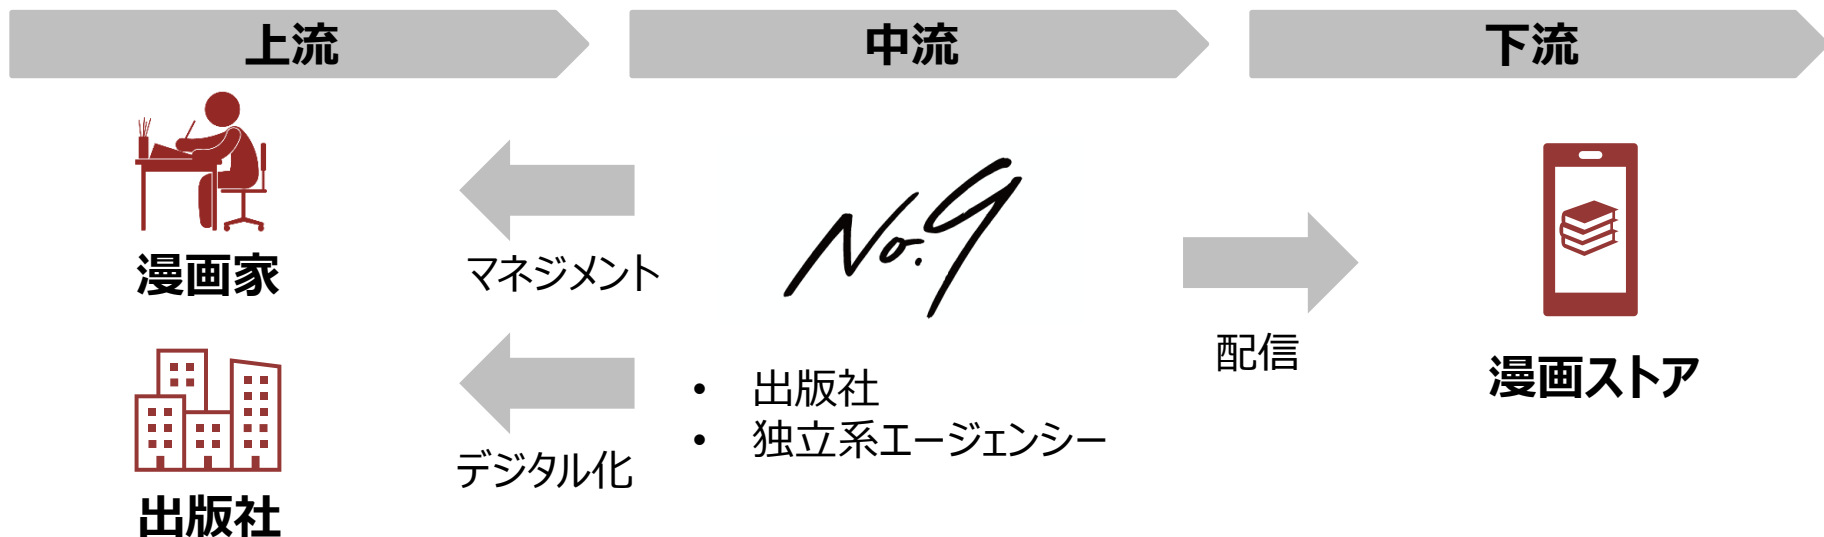 上流
中流
下流
漫画家
マネジメント
No.9
配信
漫画ストア
デジタル化
• 出版社
• 独立系エージェンシー
出版社